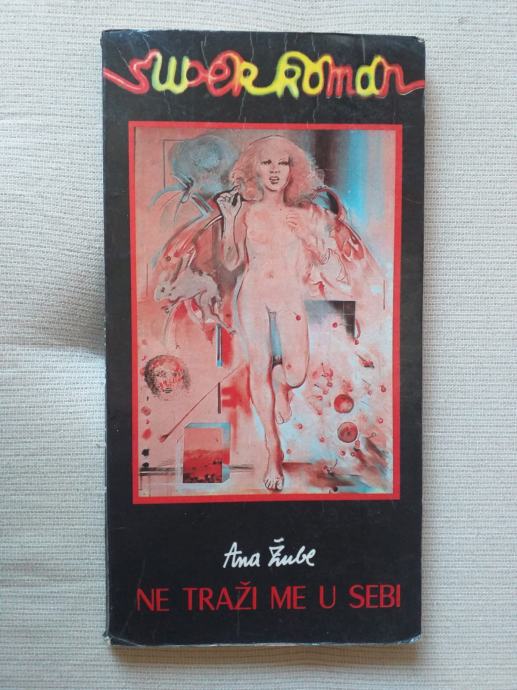 super roman
Ana Žube
NE TRAŽI ME U SEBI